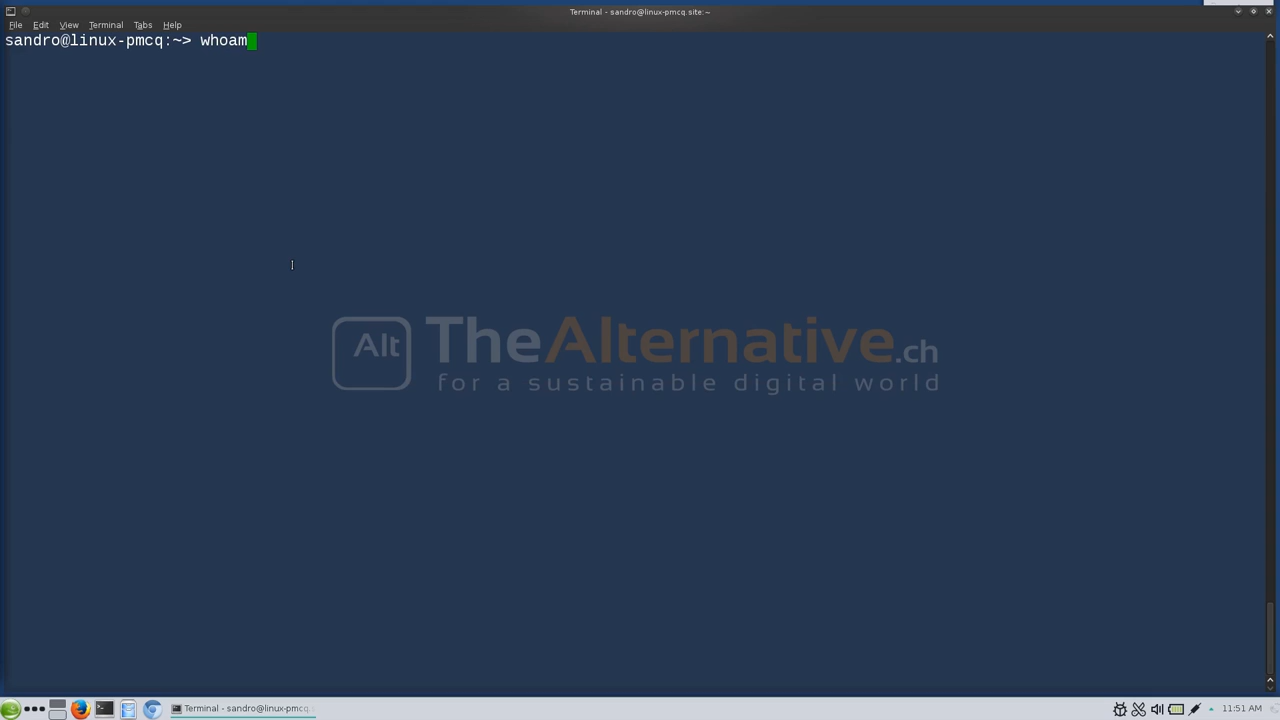 Terminal - sandro@linux-pmcq.site:~
File Edit View Terminal Tabs Help
sandro@linux-pmcq:~> whoam
Alt TheAlternative.ch
for a sustainable digital world
Terminal - sandro@linux-pmcq.
11:51 AM